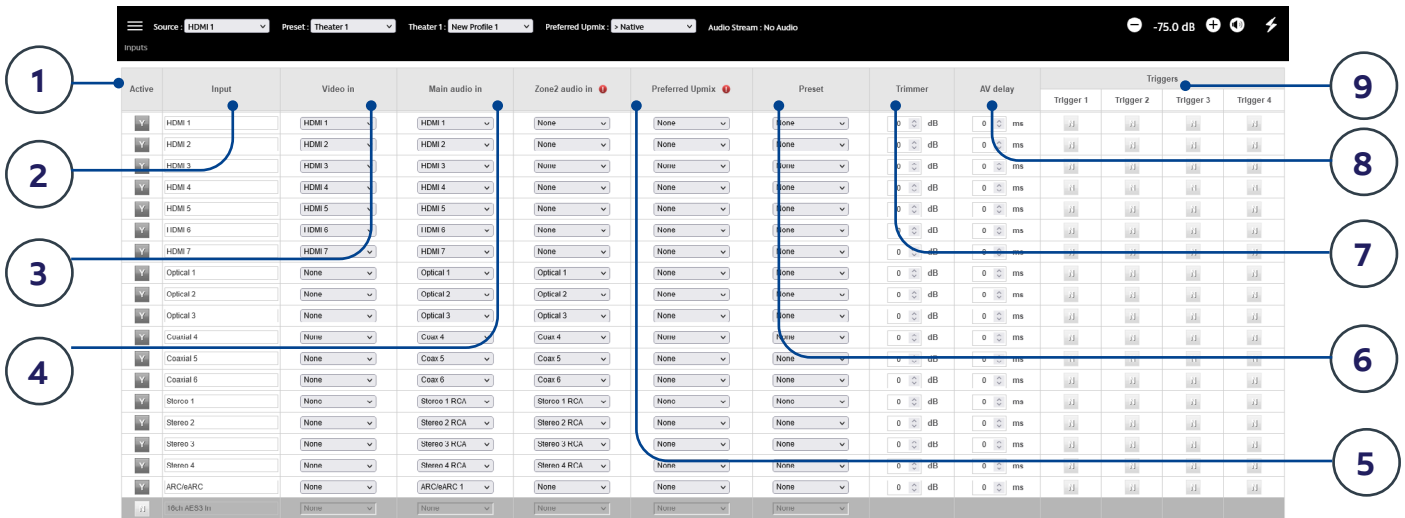 Source : HDMI 1 Preset : Theater 1 Theater 1 : New Profile 1 Preferred Upmix : > Native Audio Stream : No Audio -75.0 dB
Inputs
Triggers
Active Input Video in Main audio in Zone2 audio in Preferred Upmix Preset Trimmer AV delay
Trigger 1 Trigger 2 Trigger 3 Trigger 4
Y HDMI 1 HDMI 1 HDMI 1 None None None 0 dB 0 ms N N N N
Y HDMI 2 HDMI 2 HDMI 2 None None None 0 dB 0 ms N N N N
Y HDMI 3 HDMI 3 HDMI 3 None None None 0 dB 0 ms N N N N
Y HDMI 4 HDMI 4 HDMI 4 None None None 0 dB 0 ms N N N N
Y HDMI 5 HDMI 5 HDMI 5 None None None 0 dB 0 ms N N N N
Y HDMI 6 HDMI 6 HDMI 6 None None None 0 dB 0 ms N N N N
Y HDMI 7 HDMI 7 HDMI 7 None None None 0 dB 0 ms N N N N
Y Optical 1 None Optical 1 Optical 1 None None 0 dB 0 ms N N N N
Y Optical 2 None Optical 2 Optical 2 None None 0 dB 0 ms N N N N
Y Optical 3 None Optical 3 Optical 3 None None 0 dB 0 ms N N N N
Y Coaxial 4 None Coax 4 Coax 4 None None 0 dB 0 ms N N N N
Y Coaxial 5 None Coax 5 Coax 5 None None 0 dB 0 ms N N N N
Y Coaxial 6 None Coax 6 Coax 6 None None 0 dB 0 ms N N N N
Y Stereo 1 None Stereo 1 RCA Stereo 1 RCA None None 0 dB 0 ms N N N N
Y Stereo 2 None Stereo 2 RCA Stereo 2 RCA None None 0 dB 0 ms N N N N
Y Stereo 3 None Stereo 3 RCA Stereo 3 RCA None None 0 dB 0 ms N N N N
Y Stereo 4 None Stereo 4 RCA Stereo 4 RCA None None 0 dB 0 ms N N N N
Y ARC/eARC None ARC/eARC 1 None None None 0 dB 0 ms N N N N
N 16ch AES3 In None None None None None
1
2
3
4
5
6
7
8
9